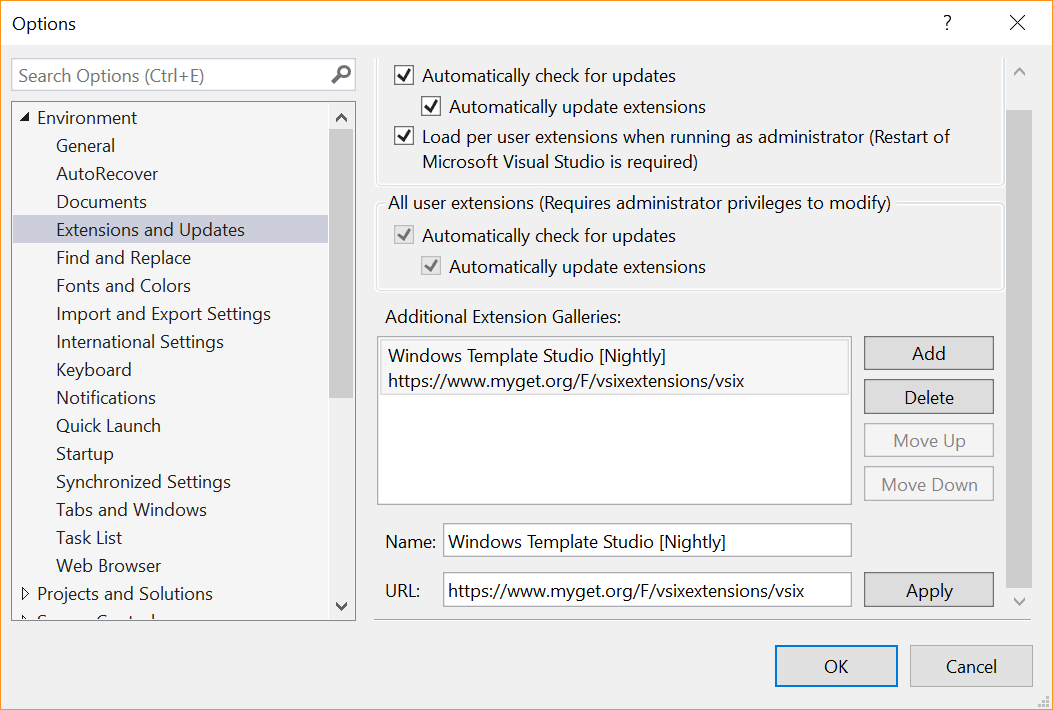 Options
?
Search Options (Ctrl+E)
Environment
General
AutoRecover
Documents
Extensions and Updates
Find and Replace
Fonts and Colors
Import and Export Settings
International Settings
Keyboard
Notifications
Quick Launch
Startup
Synchronized Settings
Tabs and Windows
Task List
Web Browser
Projects and Solutions
Automatically check for updates
Automatically update extensions
Load per user extensions when running as administrator (Restart of
Microsoft Visual Studio is required)
All user extensions (Requires administrator privileges to modify)
Automatically check for updates
Automatically update extensions
Additional Extension Galleries:
Windows Template Studio [Nightly]
https://www.myget.org/F/vsixextensions/vsix
Add
Delete
Move Up
Move Down
Name: Windows Template Studio [Nightly]
URL: https://www.myget.org/F/vsixextensions/vsix
Apply
OK
Cancel